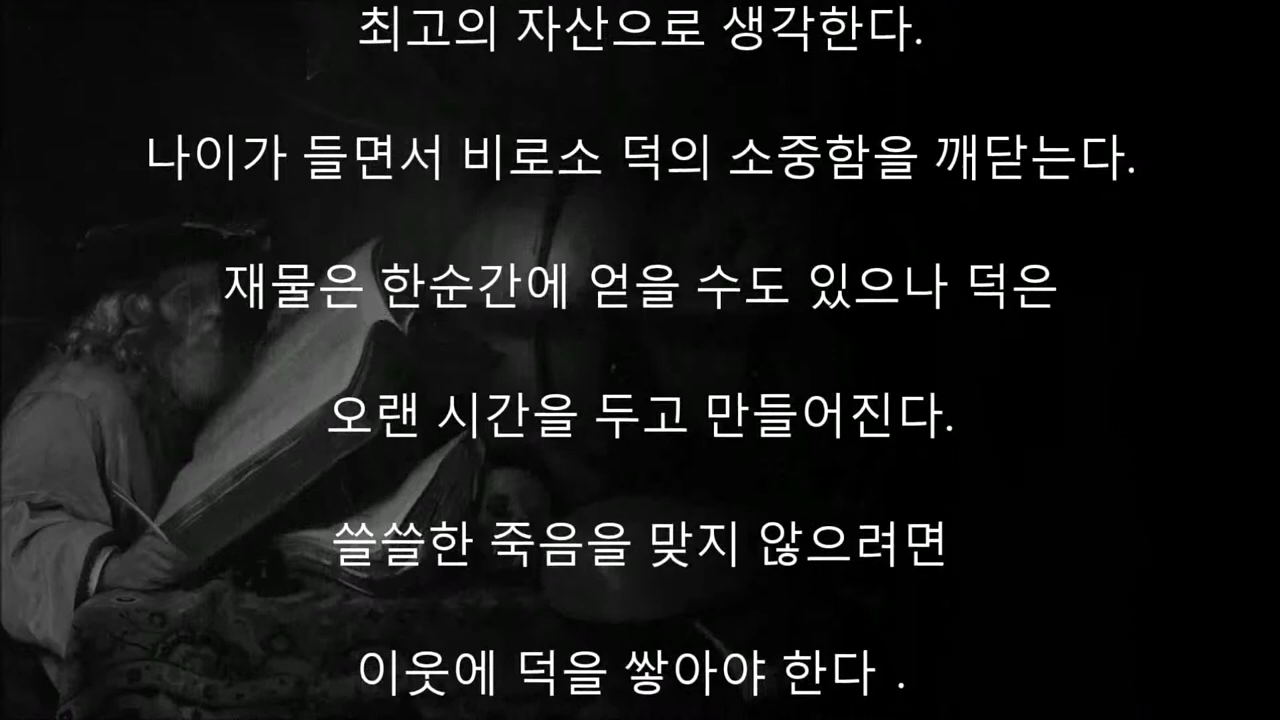 최고의 자산으로 생각한다.
나이가 들면서 비로소 덕의 소중함을 깨닫는다.
재물은 한순간에 얻을 수도 있으나 덕은
오랜 시간을 두고 만들어진다.
쓸쓸한 죽음을 맞지 않으려면
이웃에 덕을 쌓아야 한다 .